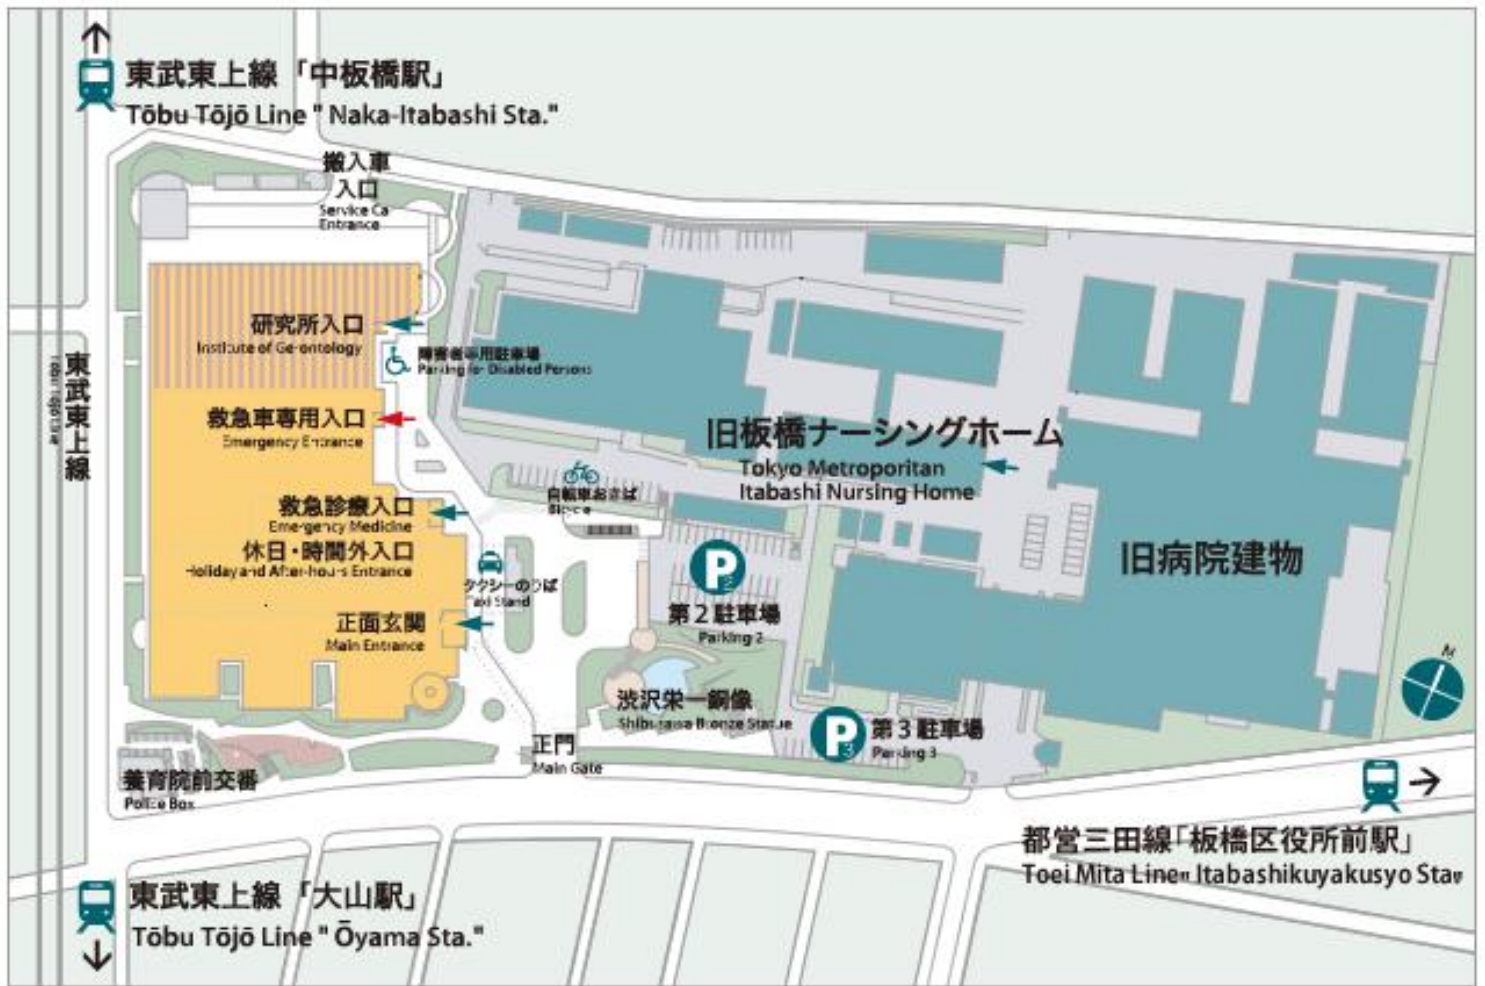 東武東上線「中板橋駅」
Tōbu Tōjō Line " Naka-Itabashi Sta."
搬入車
入口
Service Ca
Entrance
研究所入口
Institute of Gerontology
障害者専用駐車場
Parking for Disabled Persons
東武東上線
Tōbu Tōjō Line
救急車専用入口
Emergency Entrance
旧板橋ナーシングホーム
Tokyo Metroporitan
Itabashi Nursing Home
自転車おきば
Bicycle
救急診療入口
Emergency Medicine
休日・時間外入口
Holiday and After-hours Entrance
タクシーのりば
Taxi Stand
旧病院建物
P2
第2駐車場
Parking 2
正面玄関
Main Entrance
渋沢栄一銅像
Shibusawa Bronze Statue
P3
第3駐車場
Parking 3
N
正門
Main Gate
養育院前交番
Police Box
都営三田線「板橋区役所前駅」
Toei Mita Line" Itabashikuyakusyo Sta"
東武東上線「大山駅」
Tōbu Tōjō Line " Ōyama Sta."